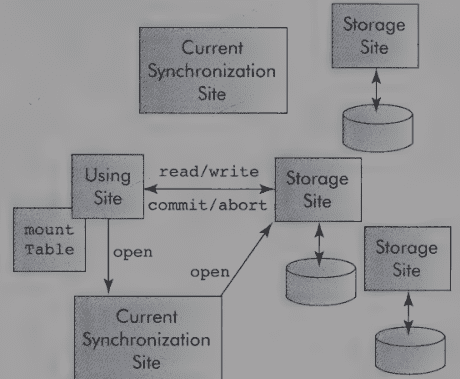 Current
Synchronization
Site
Storage
Site
Using
Site
read/write
commit/abort
Storage
Site
mount
Table
open
open
Storage
Site
Current
Synchronization
Site